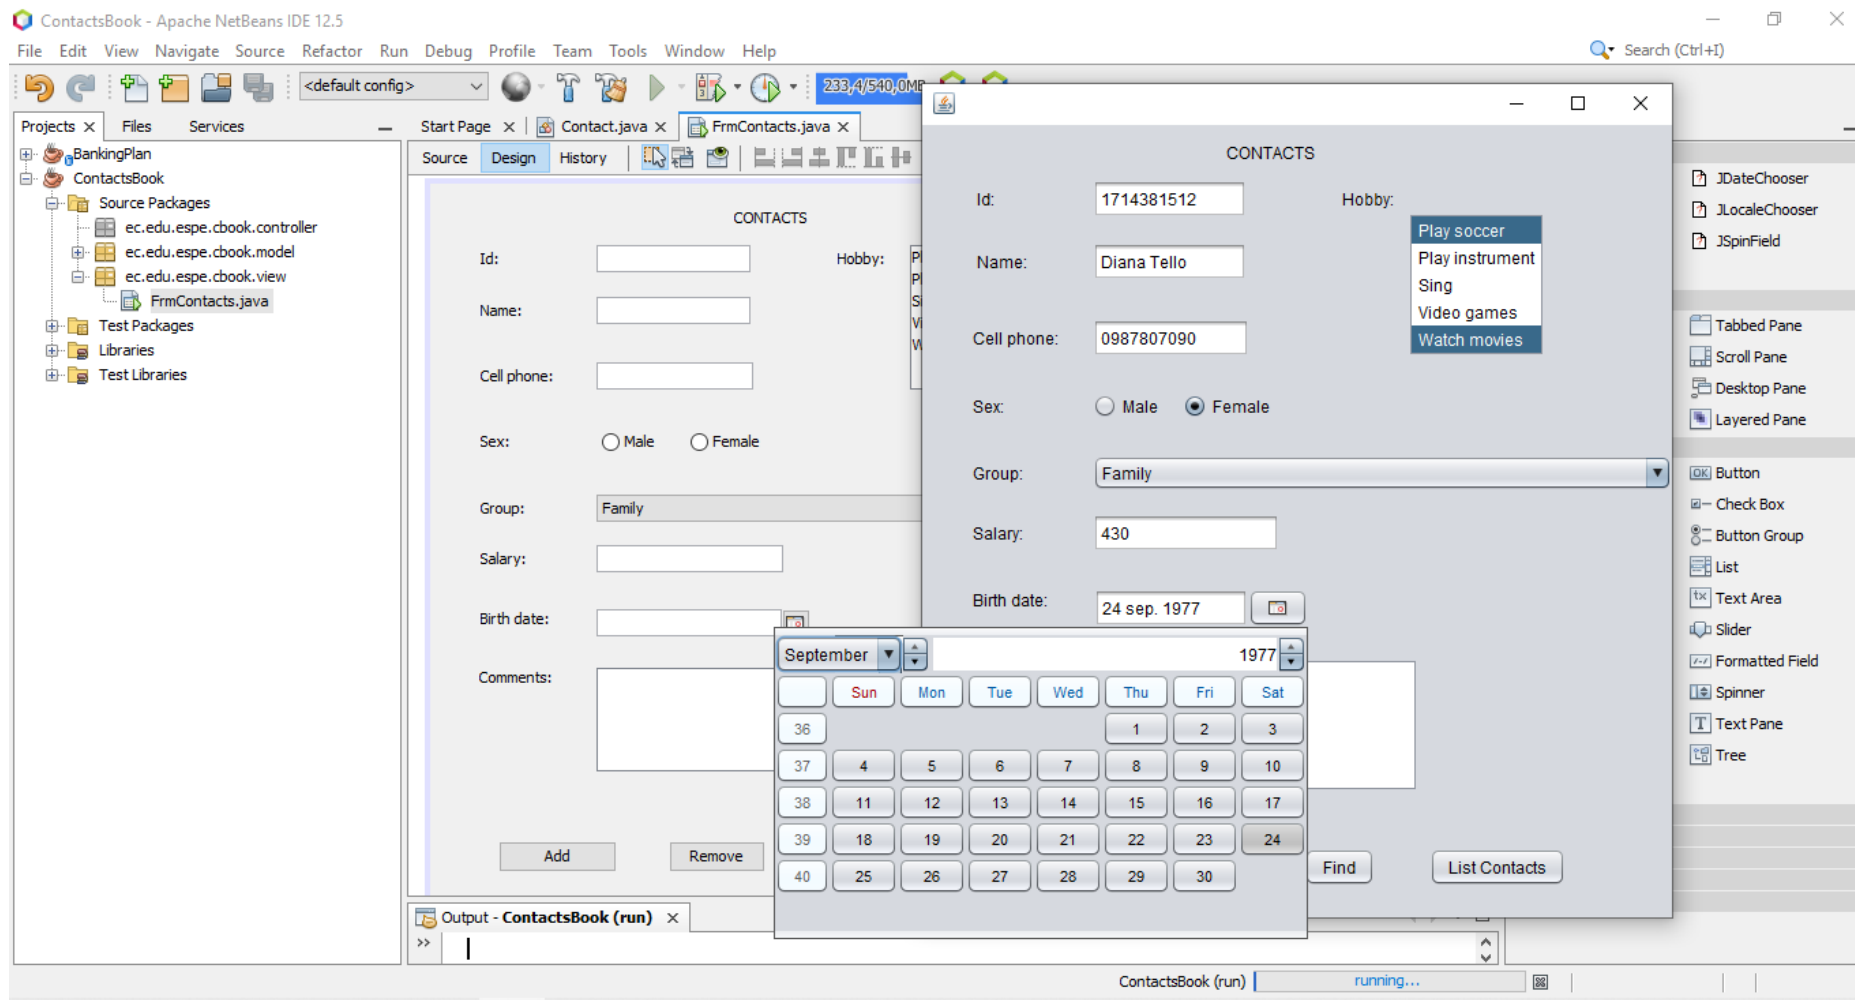 ContactsBook - Apache NetBeans IDE 12.5
File Edit View Navigate Source Refactor Run Debug Profile Team Tools Window Help
Search (Ctrl+I)
<default config>
233,4/540,0MB
Projects Files Services
BankingPlan
ContactsBook
Source Packages
ec.edu.espe.cbook.controller
ec.edu.espe.cbook.model
ec.edu.espe.cbook.view
FrmContacts.java
Test Packages
Libraries
Test Libraries
Start Page Contact.java FrmContacts.java
Source Design History
CONTACTS
Id:
Hobby:
Name:
Cell phone:
Sex: Male Female
Group: Family
Salary:
Birth date:
Comments:
Add Remove
CONTACTS
Id: 1714381512
Hobby:
Play soccer
Play instrument
Sing
Video games
Watch movies
Name: Diana Tello
Cell phone: 0987807090
Sex: Male Female
Group: Family
Salary: 430
Birth date: 24 sep. 1977
September 1977
Sun Mon Tue Wed Thu Fri Sat
36 1 2 3
37 4 5 6 7 8 9 10
38 11 12 13 14 15 16 17
39 18 19 20 21 22 23 24
40 25 26 27 28 29 30
Find List Contacts
JDateChooser
JLocaleChooser
JSpinField
Tabbed Pane
Scroll Pane
Desktop Pane
Layered Pane
OK Button
Check Box
Button Group
List
tx Text Area
Slider
Formatted Field
Spinner
T Text Pane
Tree
Output - ContactsBook (run)
>>
ContactsBook (run) running...